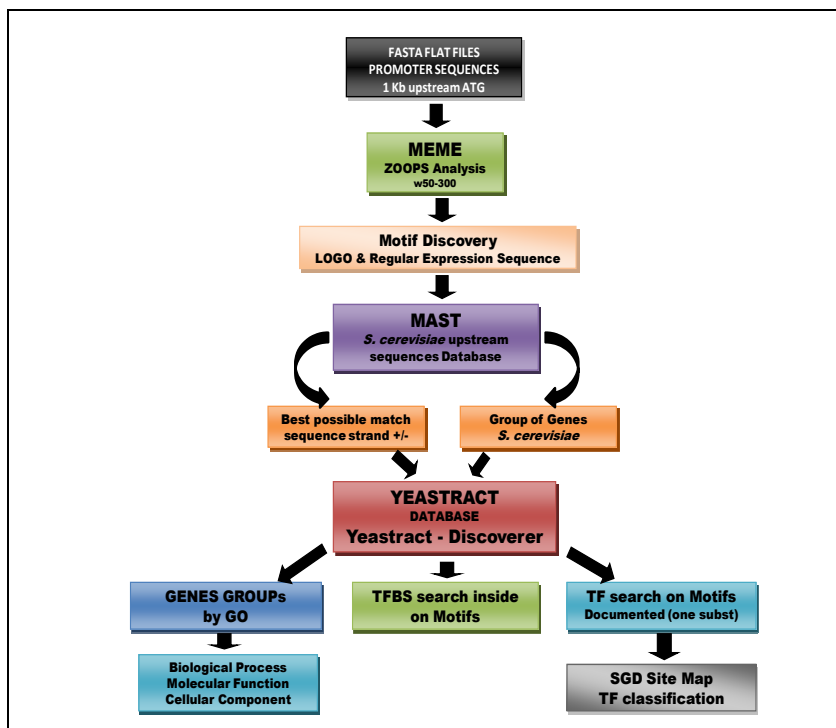 FASTA FLAT FILES
PROMOTER SEQUENCES
1 Kb upstream ATG
MEME
ZOOPS Analysis
w50-300
Motif Discovery
LOGO & Regular Expression Sequence
MAST
S. cerevisiae upstream
sequences Database
Best possible match
sequence strand +/-
Group of Genes
S. cerevisiae
YEASTRACT
DATABASE
Yeastract - Discoverer
GENES GROUPs
by GO
TFBS search inside
on Motifs
TF search on Motifs
Documented (one subst)
Biological Process
Molecular Function
Cellular Component
SGD Site Map
TF classification